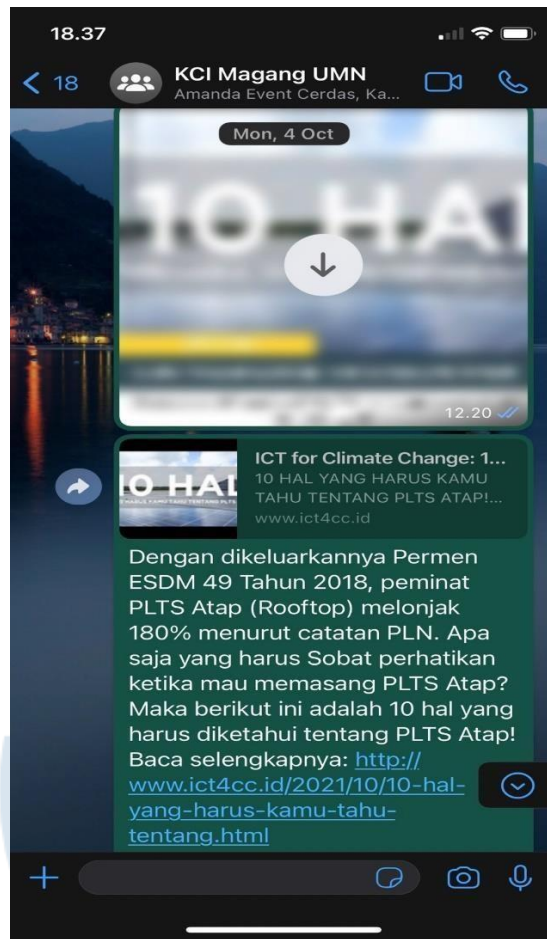 18.37
18
KCI Magang UMN
Amanda Event Cerdas, Ka...
Mon, 4 Oct
10 HAL
12.20
10 HAL
ICT for Climate Change: 1...
10 HAL YANG HARUS KAMU
TAHU TENTANG PLTS ATAP!...
www.ict4cc.id
Dengan dikeluarkannya Permen
ESDM 49 Tahun 2018, peminat
PLTS Atap (Rooftop) melonjak
180% menurut catatan PLN. Apa
saja yang harus Sobat perhatikan
ketika mau memasang PLTS Atap?
Maka berikut ini adalah 10 hal yang
harus diketahui tentang PLTS Atap!
Baca selengkapnya: http://
www.ict4cc.id/2021/10/10-hal-
yang-harus-kamu-tahu-
tentang.html